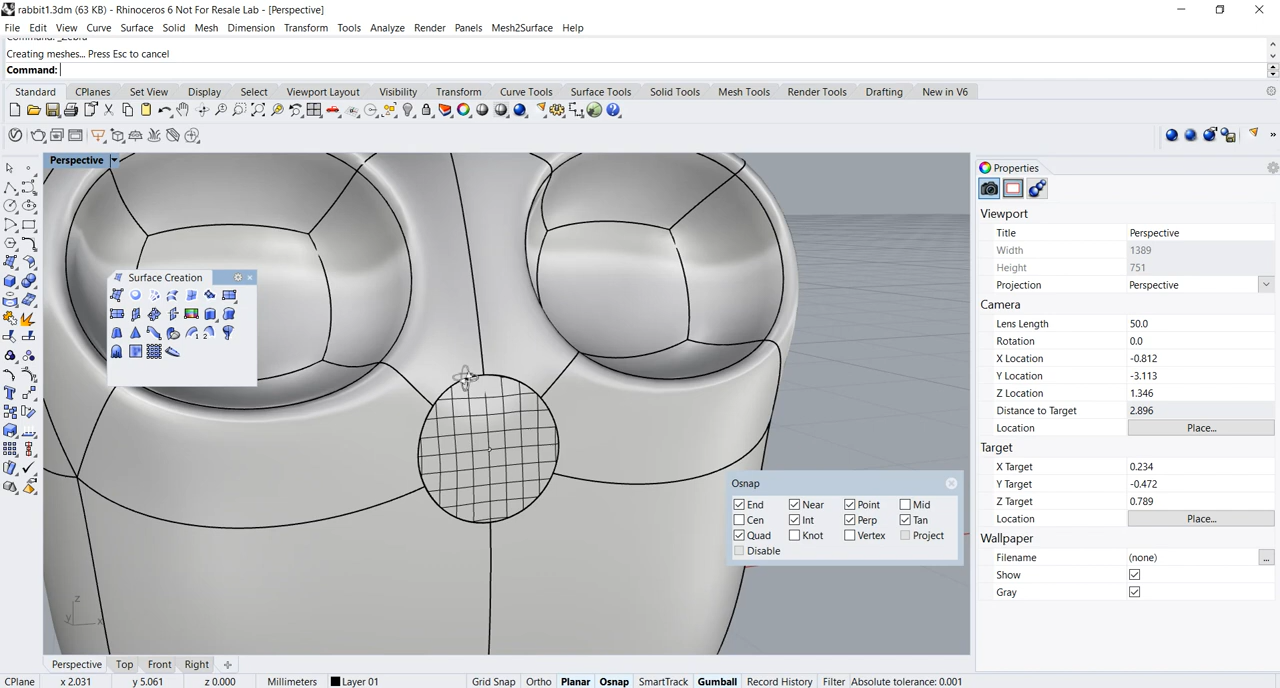 rabbit1.3dm (63 KB) - Rhinoceros 6 Not For Resale Lab - [Perspective]
File Edit View Curve Surface Solid Mesh Dimension Transform Tools Analyze Render Panels Mesh2Surface Help
Command: _Zebra
Creating meshes... Press Esc to cancel
Command:
Standard CPlanes Set View Display Select Viewport Layout Visibility Transform Curve Tools Surface Tools Solid Tools Mesh Tools Render Tools Drafting New in V6
Perspective
Properties
Viewport
Title Perspective
Width 1389
Height 751
Projection Perspective
Camera
Lens Length 50.0
Rotation 0.0
X Location -0.812
Y Location -3.113
Z Location 1.346
Distance to Target 2.896
Location Place...
Target
X Target 0.234
Y Target -0.472
Z Target 0.789
Location Place...
Wallpaper
Filename (none) ...
Show
Gray
Surface Creation
Osnap
End Near Point Mid
Cen Int Perp Tan
Quad Knot Vertex Project
Disable
z
y x
Perspective Top Front Right
CPlane x 2.031 y 5.061 z 0.000 Millimeters Layer 01 Grid Snap Ortho Planar Osnap SmartTrack Gumball Record History Filter Absolute tolerance: 0.001